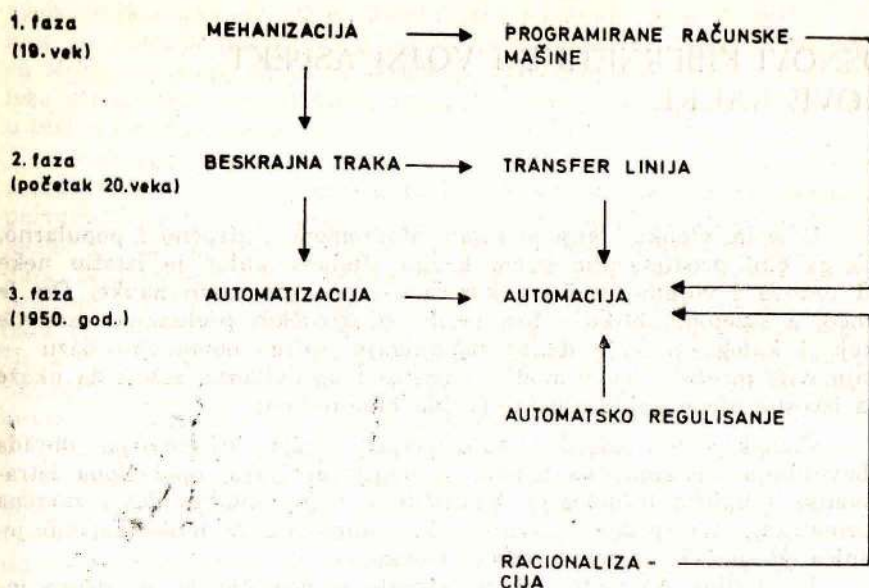 1. faza
(19. vek)
MEHANIZACIJA
PROGRAMIRANE RAČUNSKE
MAŠINE
2. faza
(početak 20.veka)
BESKRAJNA TRAKA
TRANSFER LINIJA
3. faza
(1950. god.)
AUTOMATIZACIJA
AUTOMACIJA
AUTOMATSKO REGULISANJE
RACIONALIZA -
CIJA